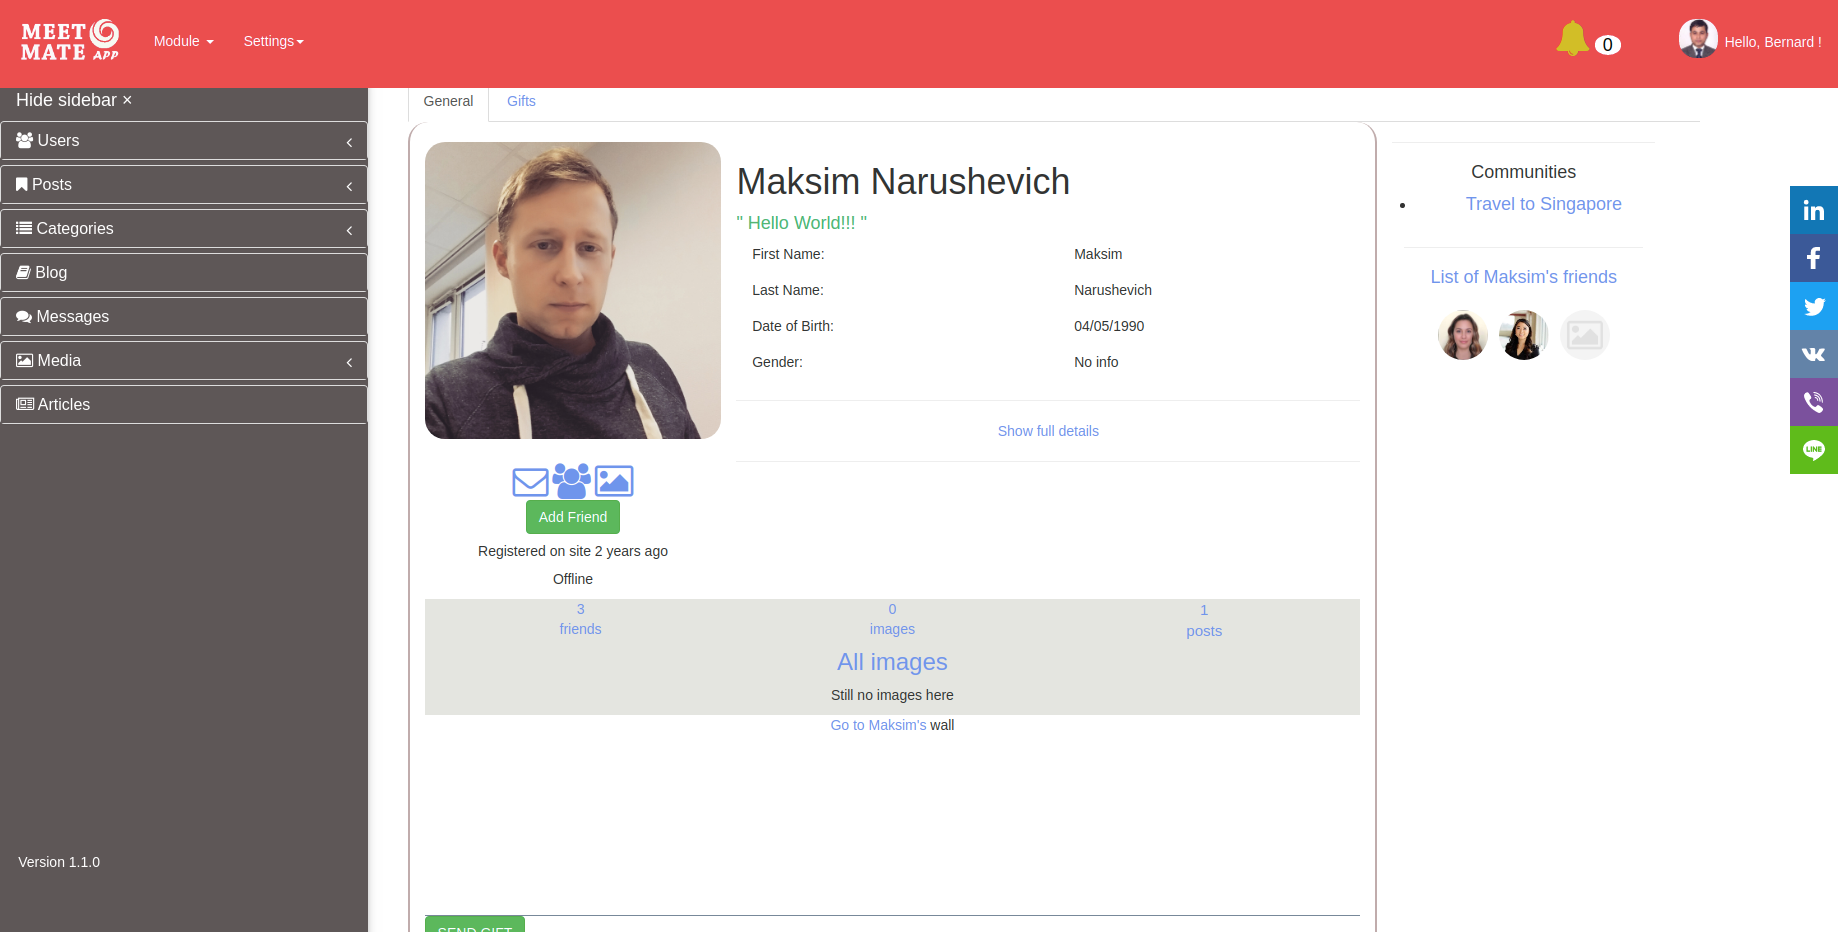 MEET
MATE APP
Module
Settings
0
Hello, Bernard !
Hide sidebar ×
Users
Posts
Categories
Blog
Messages
Media
Articles
Version 1.1.0
General
Gifts
Maksim Narushevich
" Hello World!!! "
First Name: Maksim
Last Name: Narushevich
Date of Birth: 04/05/1990
Gender: No info
Show full details
Add Friend
Registered on site 2 years ago
Offline
3 0 1
friends images posts
All images
Still no images here
Go to Maksim's wall
SEND GIFT
Communities
Travel to Singapore
List of Maksim's friends
in
f
LINE